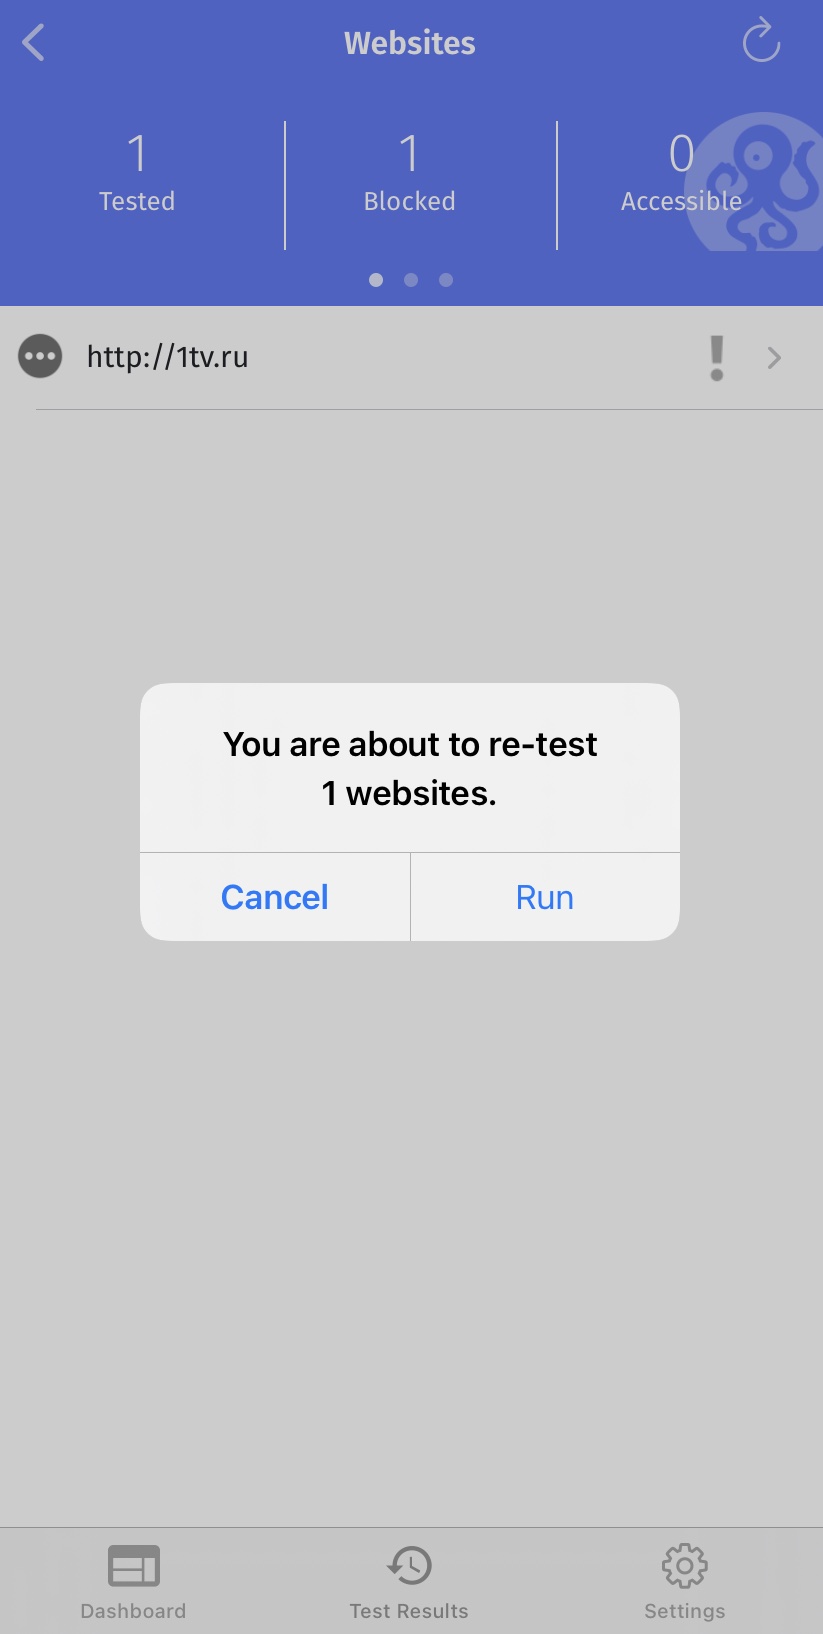 Websites
1
Tested
1
Blocked
0
Accessible
http://1tv.ru
You are about to re-test
1 websites.
Cancel
Run
Dashboard
Test Results
Settings